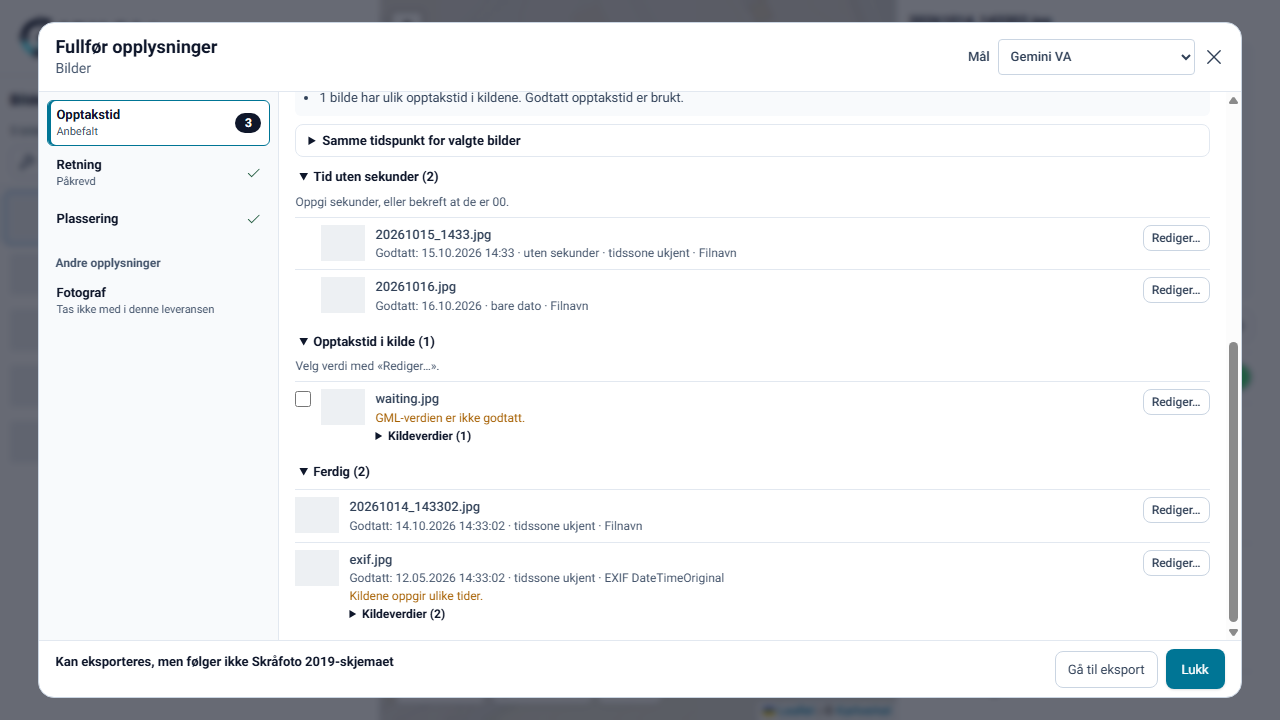 Fullfør opplysninger
Bilder
Mål
Gemini VA
Opptakstid
Anbefalt
3
Retning
Påkrevd
Plassering
Andre opplysninger
Fotograf
Tas ikke med i denne leveransen
• 1 bilde har ulik opptakstid i kildene. Godtatt opptakstid er brukt.
Samme tidspunkt for valgte bilder
Tid uten sekunder (2)
Oppgi sekunder, eller bekreft at de er 00.
20261015_1433.jpg
Rediger…
Godtatt: 15.10.2026 14:33 · uten sekunder · tidssone ukjent · Filnavn
20261016.jpg
Rediger…
Godtatt: 16.10.2026 · bare dato · Filnavn
Opptakstid i kilde (1)
Velg verdi med «Rediger…».
waiting.jpg
Rediger…
GML-verdien er ikke godtatt.
Kildeverdier (1)
Ferdig (2)
20261014_143302.jpg
Rediger…
Godtatt: 14.10.2026 14:33:02 · tidssone ukjent · Filnavn
exif.jpg
Rediger…
Godtatt: 12.05.2026 14:33:02 · tidssone ukjent · EXIF DateTimeOriginal
Kildene oppgir ulike tider.
Kildeverdier (2)
Kan eksporteres, men følger ikke Skråfoto 2019-skjemaet
Gå til eksport
Lukk